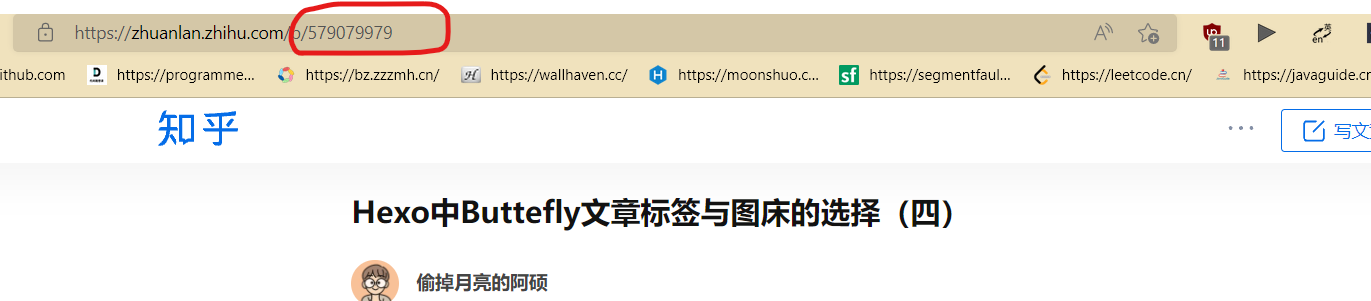 https://zhuanlan.zhihu.com/p/579079979
11
英
en
ithub.com
https://programme...
https://bz.zzzmh.cn/
https://wallhaven.cc/
https://moonshuo.c...
https://segmentfaul...
https://leetcode.cn/
https://javaguide.cn
知乎
写文
Hexo中Buttefly文章标签与图床的选择（四）
偷掉月亮的阿硕